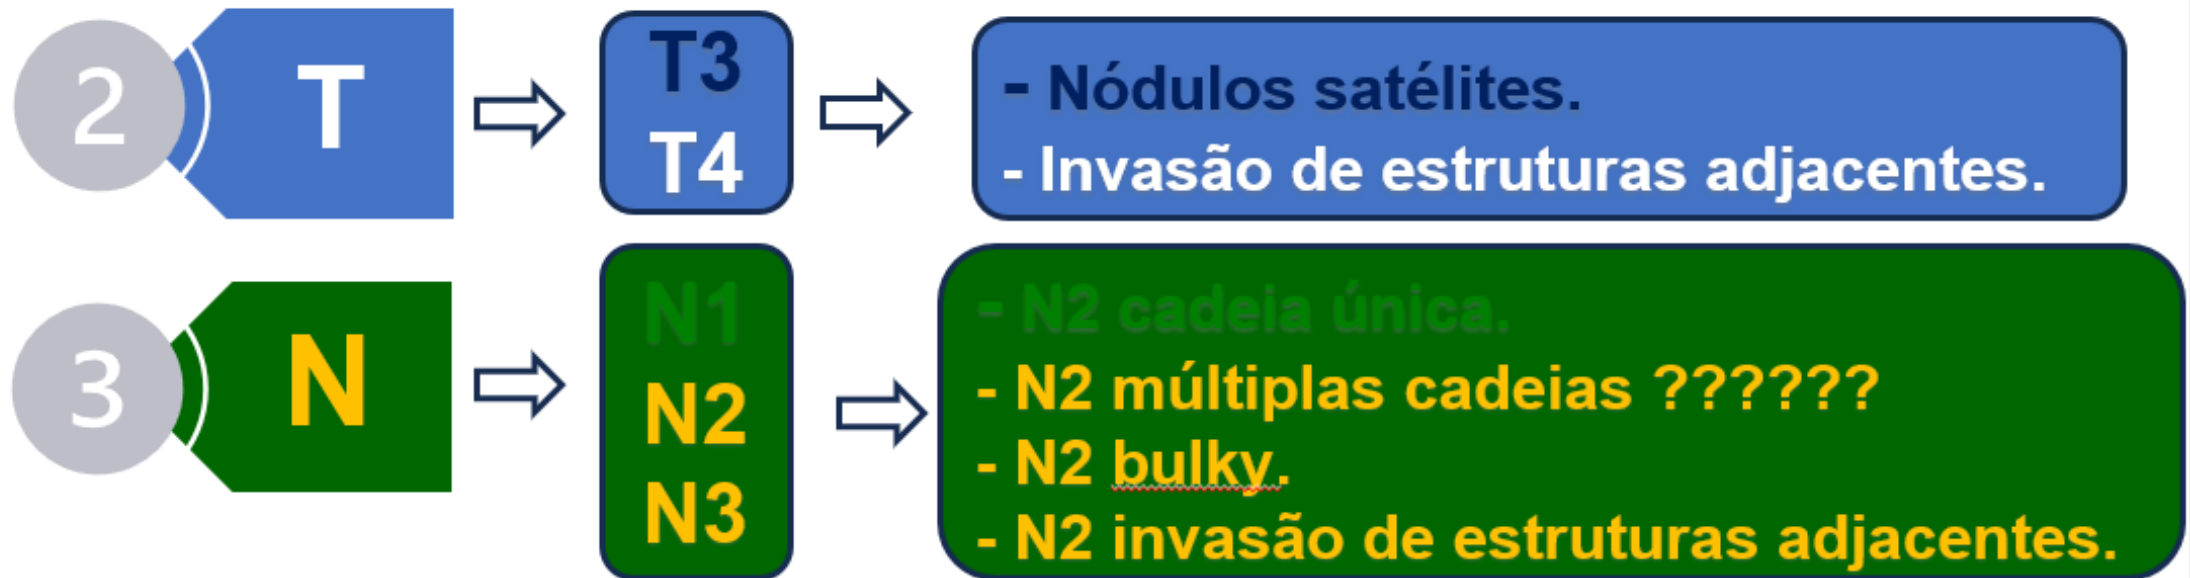 2
T
T3
T4
- Nódulos satélites.
- Invasão de estruturas adjacentes.
3
N
N1
N2
N3
- N2 cadeia única.
- N2 múltiplas cadeias ??????
- N2 bulky.
- N2 invasão de estruturas adjacentes.